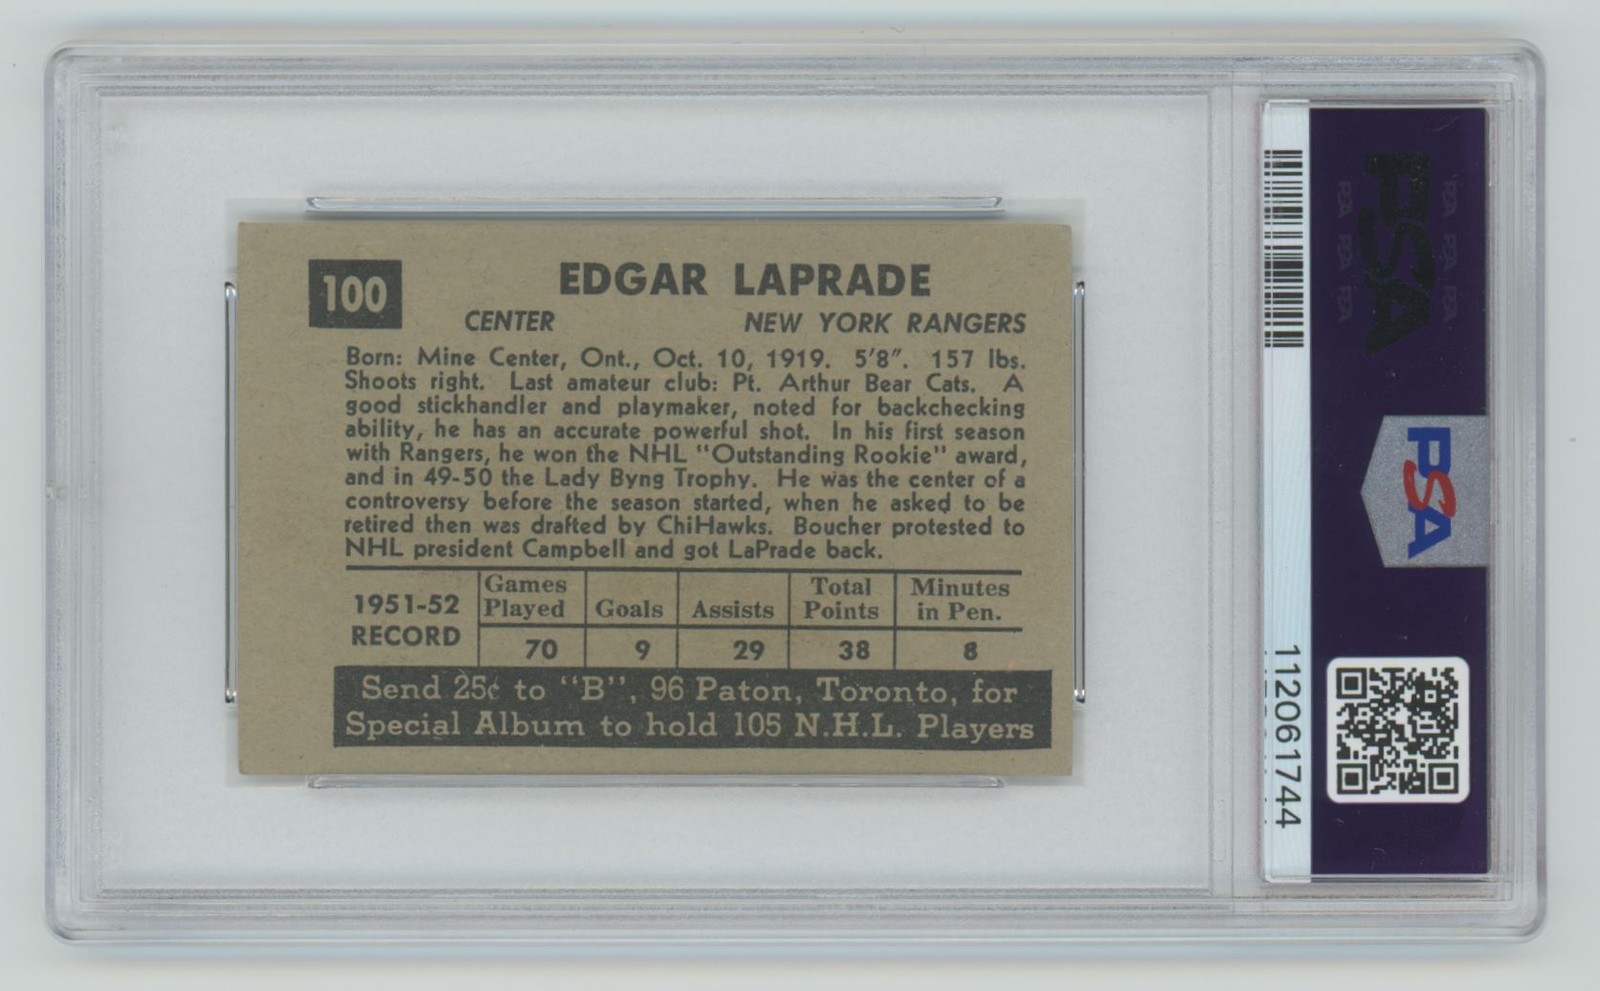 100
EDGAR LAPRADE
CENTER NEW YORK RANGERS
Born: Mine Center, Ont., Oct. 10, 1919. 5'8". 157 lbs.
Shoots right. Last amateur club: Pt. Arthur Bear Cats. A
good stickhandler and playmaker, noted for backchecking
ability, he has an accurate powerful shot. In his first season
with Rangers, he won the NHL "Outstanding Rookie" award,
and in 49-50 the Lady Byng Trophy. He was the center of a
controversy before the season started, when he asked to be
retired then was drafted by ChiHawks. Boucher protested to
NHL president Campbell and got LaPrade back.
1951-52 RECORD
Games Played Goals Assists Total Points Minutes in Pen.
70 9 29 38 8
Send 25¢ to "B", 96 Paton, Toronto, for
Special Album to hold 105 N.H.L. Players
PSA
PSA PSA PSA
PSA PSA PSA
PSA
112061744